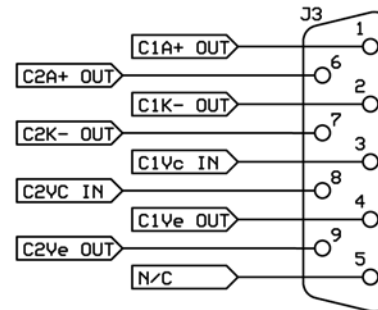 J3
C1A+ OUT 1
C2A+ OUT 6
C1K- OUT 2
C2K- OUT 7
C1Vc IN 3
C2VC IN 8
C1Ve OUT 4
C2Ve OUT 9
N/C 5